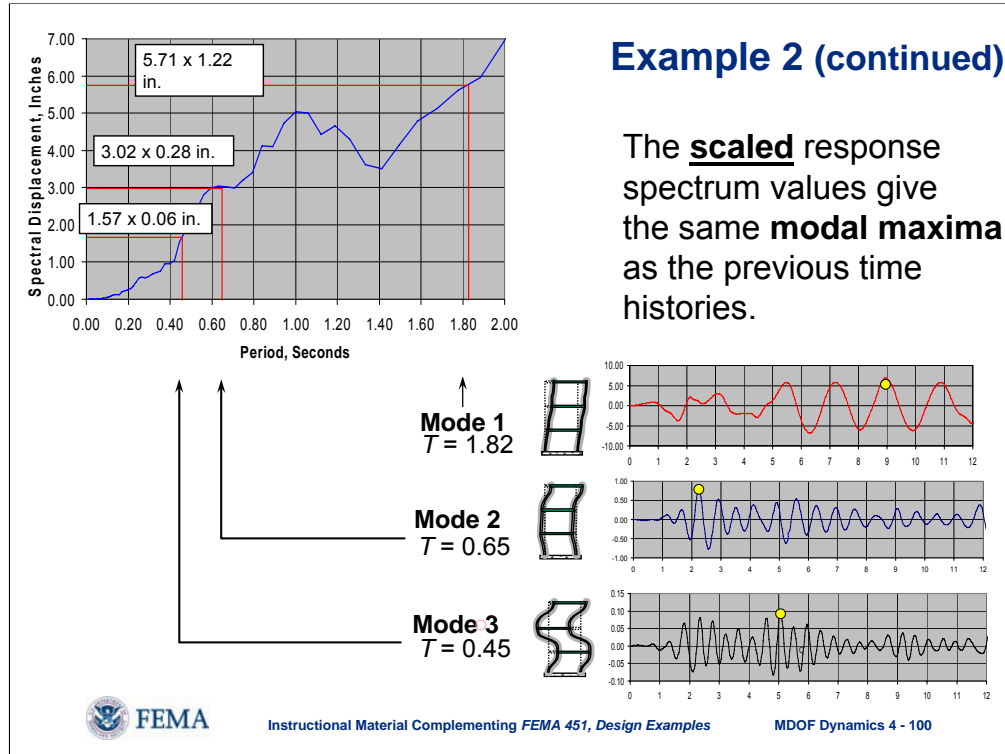 Example 2 (continued)
7.00
6.00
5.00
4.00
3.00
2.00
1.00
0.00
Spectral Displacement, Inches
5.71 x 1.22
in.
3.02 x 0.28 in.
1.57 x 0.06 in.
0.00 0.20 0.40 0.60 0.80 1.00 1.20 1.40 1.60 1.80 2.00
Period, Seconds
The scaled response
spectrum values give
the same modal maxima
as the previous time
histories.
Mode 1
T = 1.82
10.00
5.00
0.00
-5.00
-10.00
0 1 2 3 4 5 6 7 8 9 10 11 12
Mode 2
T = 0.65
1.00
0.50
0.00
-0.50
-1.00
0 1 2 3 4 5 6 7 8 9 10 11 12
Mode 3
T = 0.45
0.15
0.10
0.05
0.00
-0.05
-0.10
0 1 2 3 4 5 6 7 8 9 10 11 12
FEMA
Instructional Material Complementing FEMA 451, Design Examples MDOF Dynamics 4 - 100